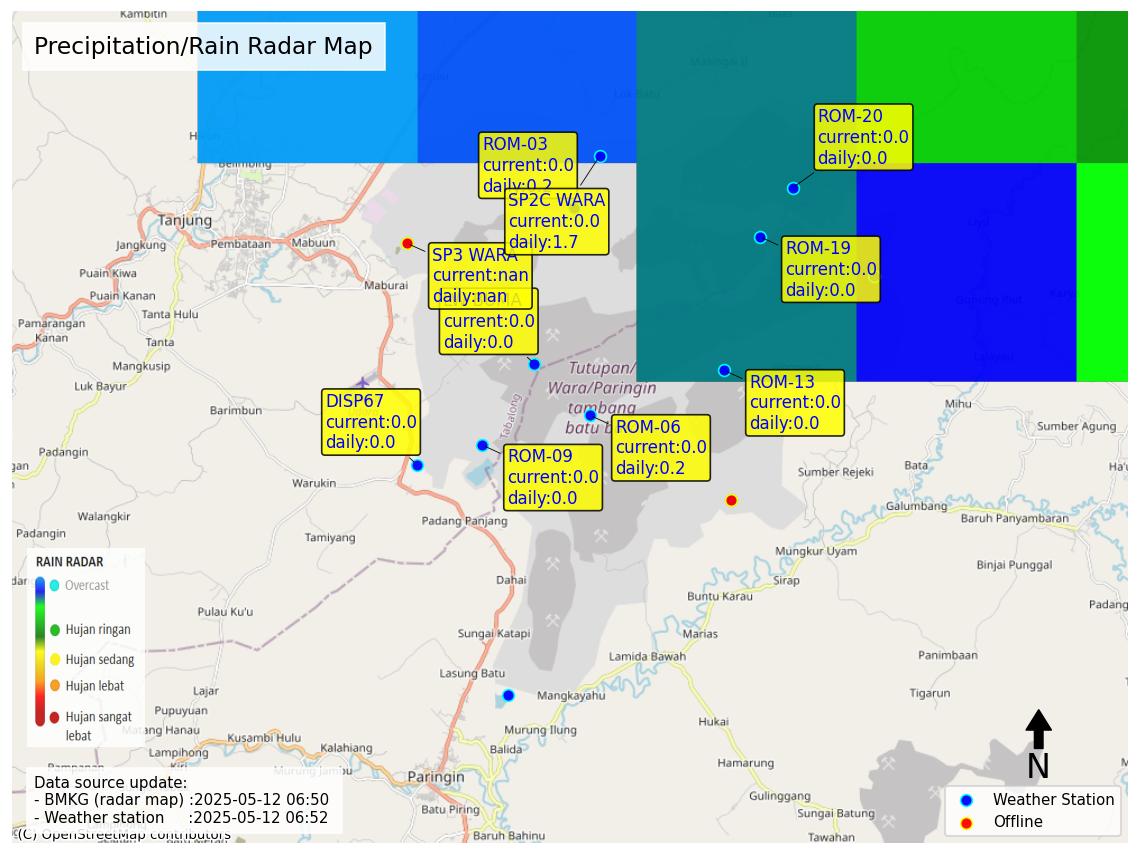 Kambitin
Precipitation/Rain Radar Map
ROM-20
current:0.0
daily:0.0
ROM-03
current:0.0
daily:0.2
Belimbing
SP2C WARA
current:0.0
daily:1.7
Tanjung
Jangkung
Pembataan
Mabuun
SP3 WARA
current:nan
daily:nan
ROM-19
current:0.0
daily:0.0
Puain Kiwa
Maburai
Puain Kanan
Tanta Hulu
current:0.0
daily:0.0
Pamarangan
Kanan
Tanta
Mangkusip
Luk Bayur
Tutupan/
Wara/Paringin
tambang
batu b
ROM-13
current:0.0
daily:0.0
Tabalong
DISP67
current:0.0
daily:0.0
Barimbun
Mihu
ROM-06
current:0.0
daily:0.2
Sumber Agung
ROM-09
current:0.0
daily:0.0
Padangin
Warukin
Sumber Rejeki
Bata
Galumbang
Baruh Panyambaran
Walangkir
Padang Panjang
Padangin
Tamiyang
Mungkur Uyam
Binjai Punggal
RAIN RADAR
Overcast
Hujan ringan
Hujan sedang
Hujan lebat
Hujan sangat
lebat
Dahai
Sirap
Buntu Karau
Padang
Pulau Ku'u
Sungai Katapi
Marias
Lamida Bawah
Panimbaan
Lasung Batu
Lajar
Mangkayahu
Tigarun
Pupuyuan
Matang Hanau
Hukai
Murung Ilung
Kusambi Hulu
Kalahiang
Lampihong
Balida
Hamarung
N
Pampanan
Murung Jambu
Paringin
Data source update:
- BMKG (radar map) :2025-05-12 06:50
- Weather station :2025-05-12 06:52
Gulinggang
Weather Station
Offline
Batu Piring
Sungai Batung
(C) OpenStreetMap contributors
Baruh Bahinu
Tawahan